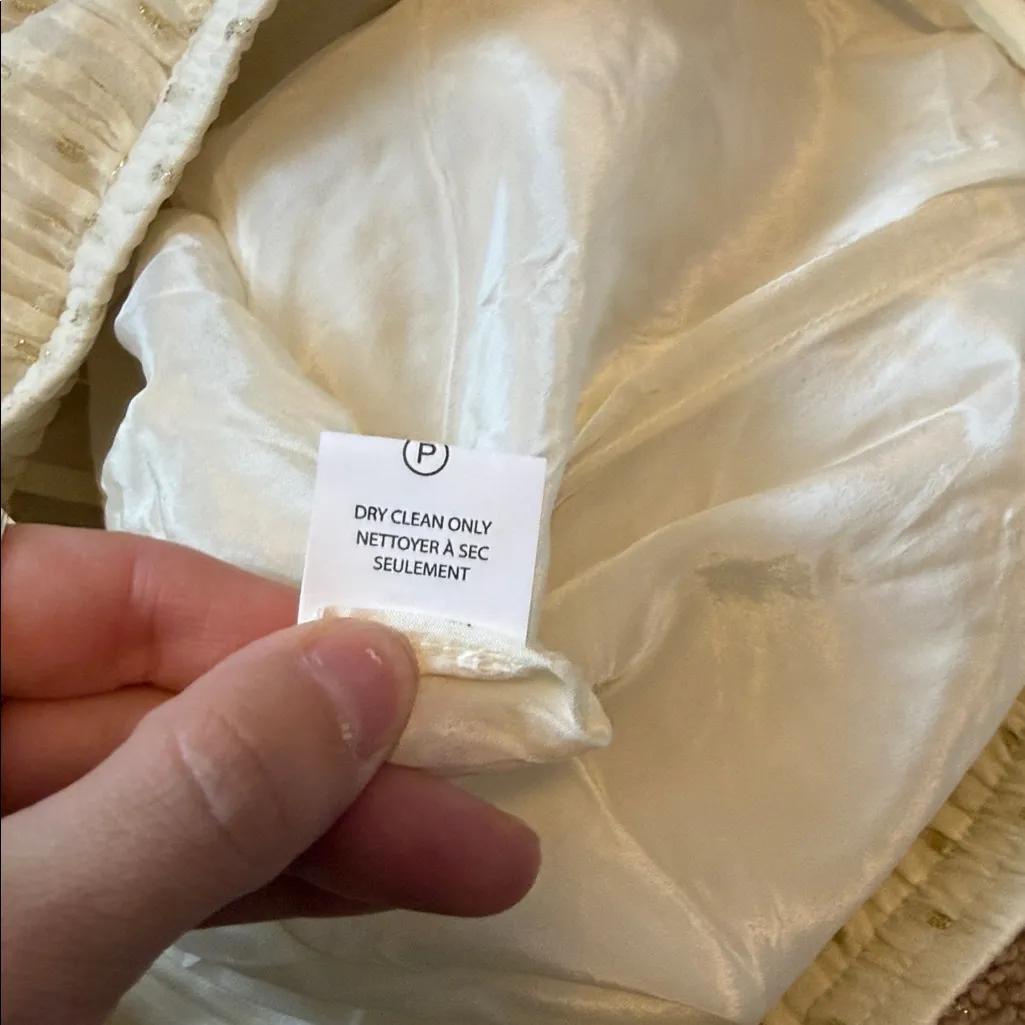 P
DRY CLEAN ONLY
NETTOYER À SEC
SEULEMENT